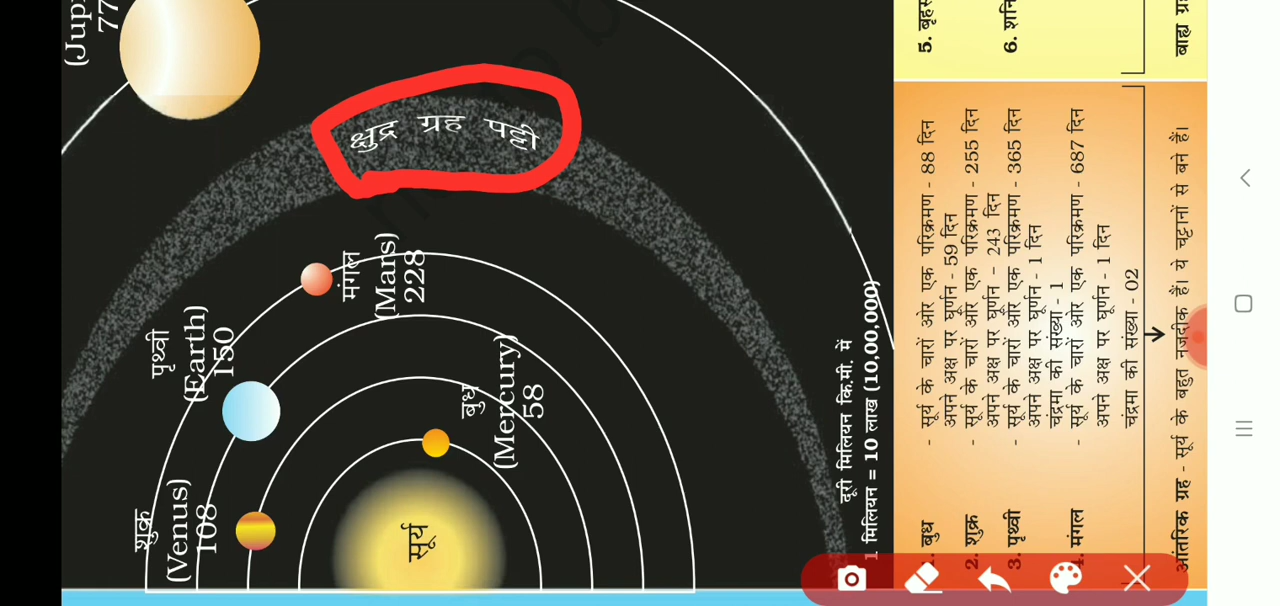 (Jup
77
क्षुद्र ग्रह पट्टी
मंगल
(Mars)
228
पृथ्वी
(Earth)
150
बुध
(Mercury)
58
शुक्र
(Venus)
108
सूर्य
दूरी मिलियन कि.मी. में
1 मिलियन = 10 लाख (10,00,000)
1. बुध - सूर्य के चारों ओर एक परिक्रमण - 88 दिन
अपने अक्ष पर घूर्णन - 59 दिन
2. शुक्र - सूर्य के चारों ओर एक परिक्रमण - 255 दिन
अपने अक्ष पर घूर्णन - 243 दिन
3. पृथ्वी - सूर्य के चारों ओर एक परिक्रमण - 365 दिन
अपने अक्ष पर घूर्णन - 1 दिन
चंद्रमा की संख्या - 1
4. मंगल - सूर्य के चारों ओर एक परिक्रमण - 687 दिन
अपने अक्ष पर घूर्णन - 1 दिन
चंद्रमा की संख्या - 02
आंतरिक ग्रह - सूर्य के बहुत नजदीक हैं। ये चट्टानों से बने हैं।
5. बृहस
6. शनि
बाह्य ग्र